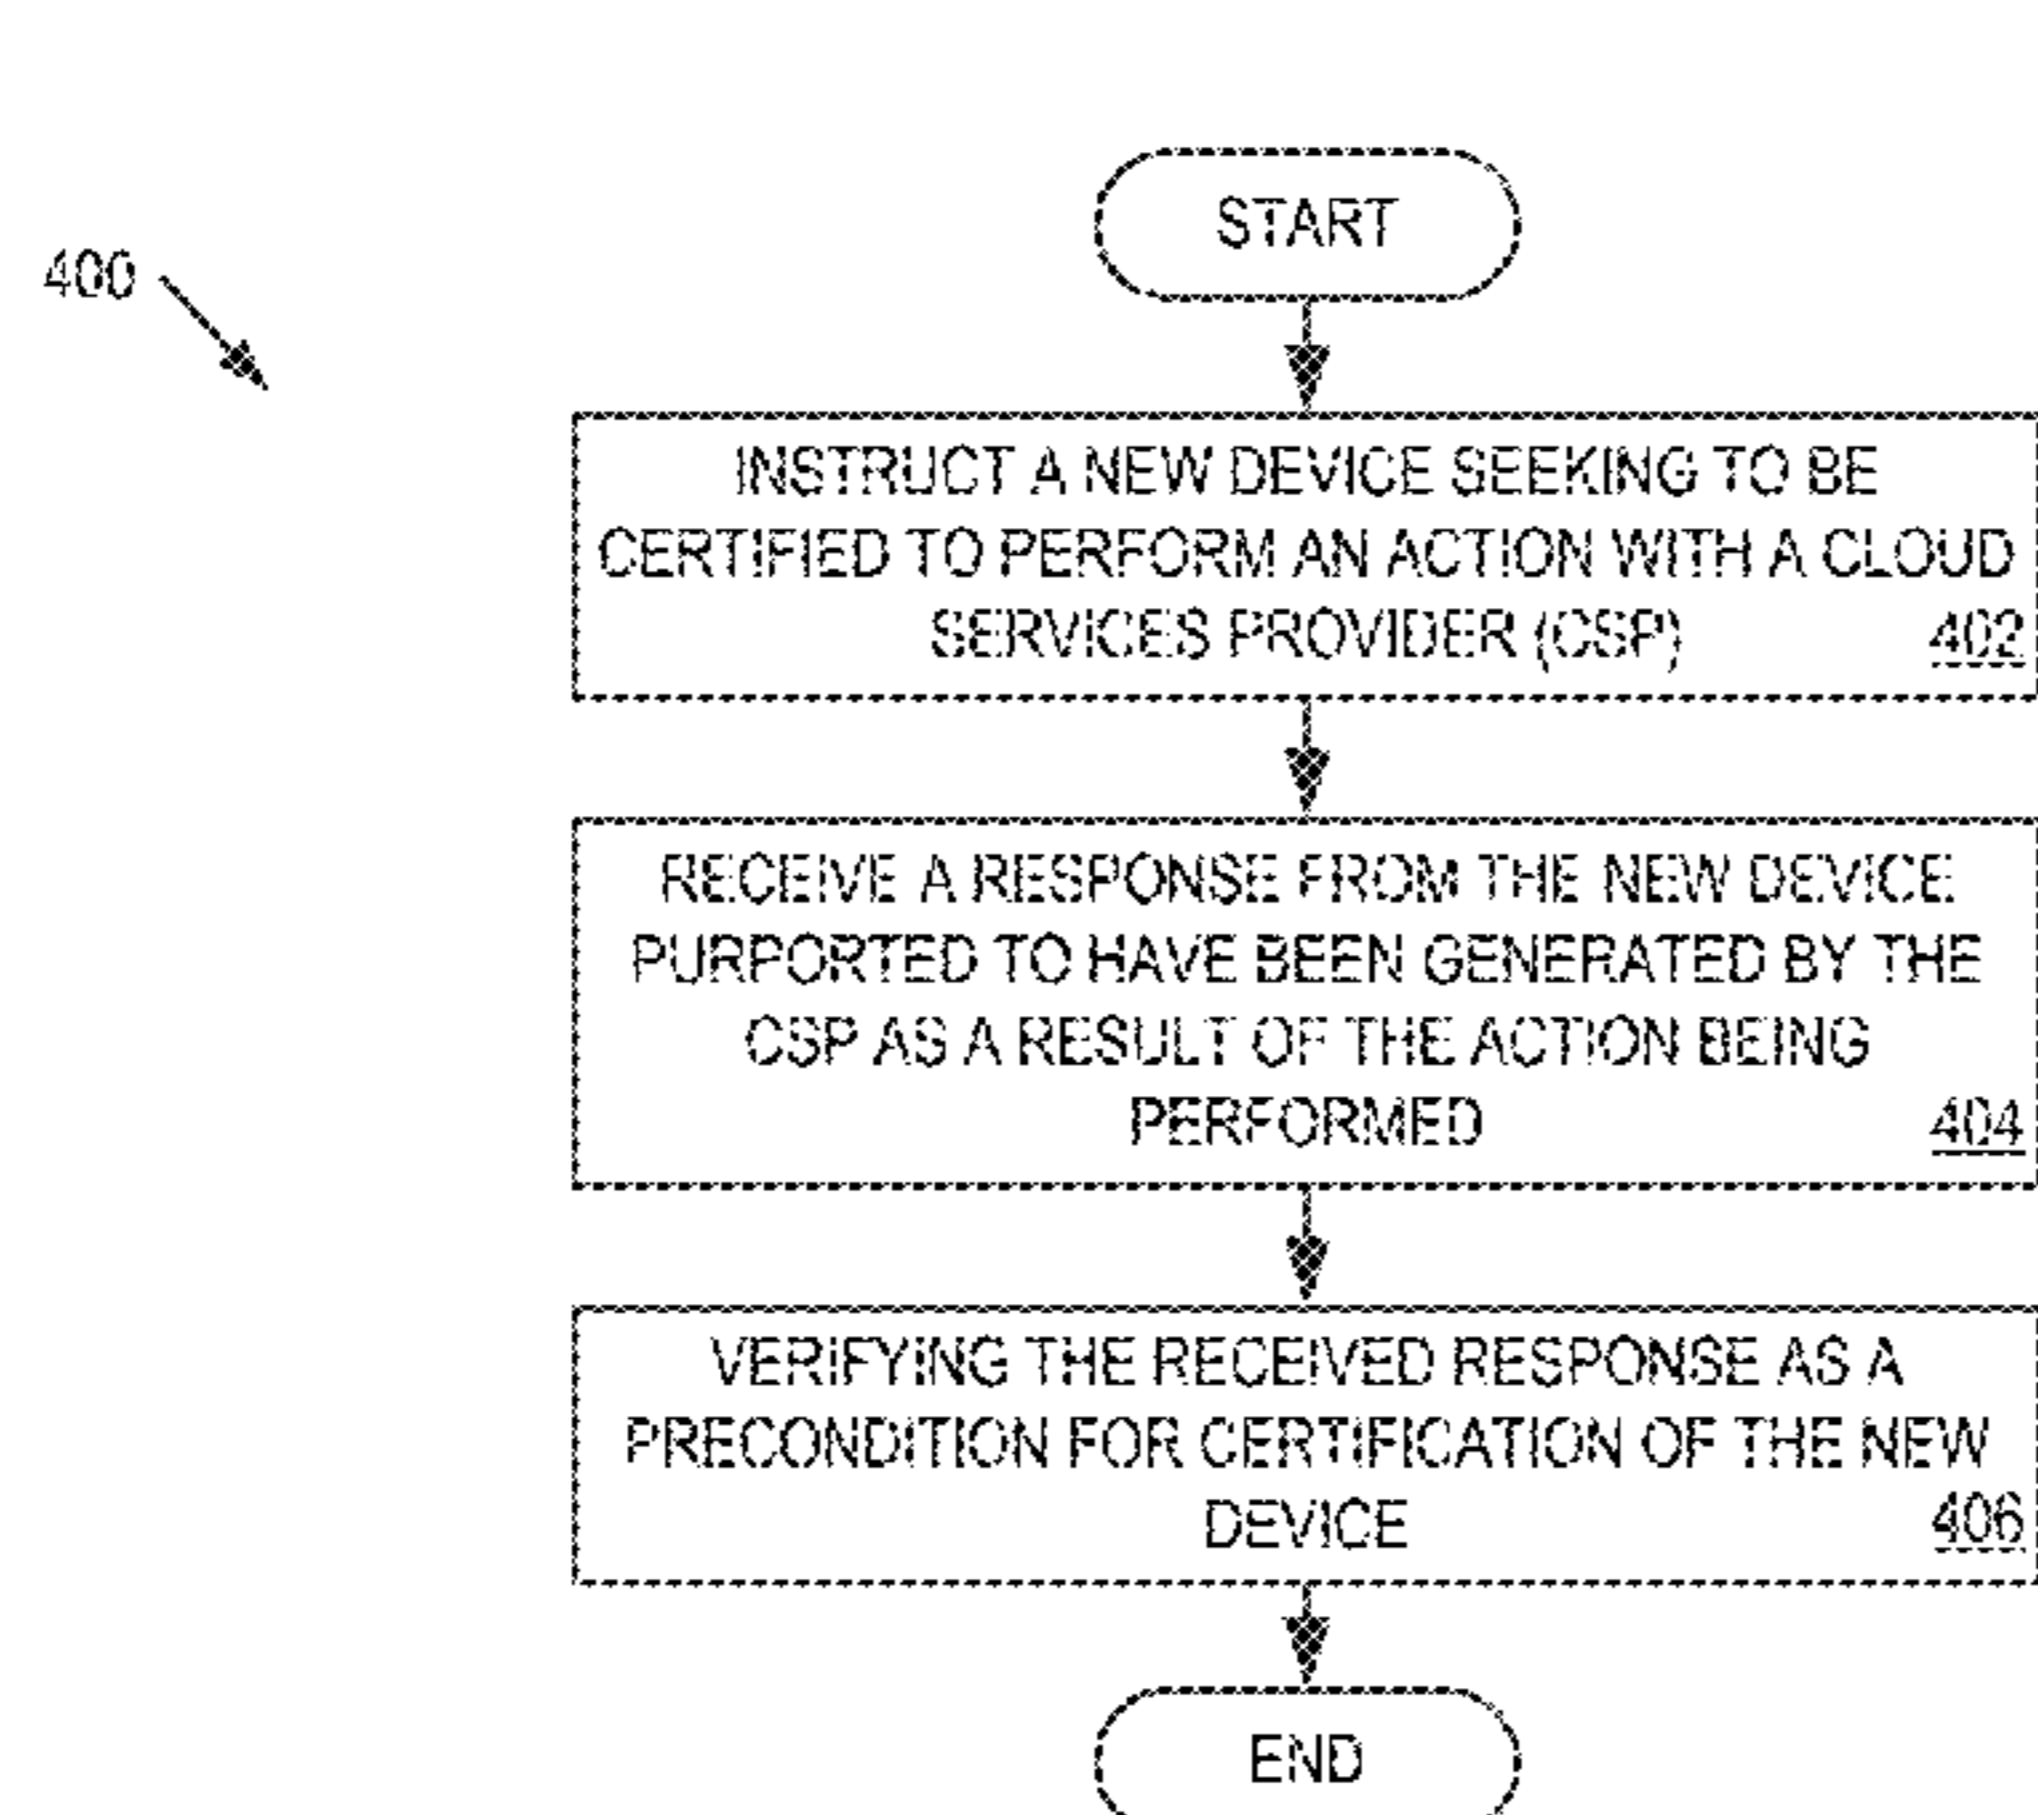 START
400
INSTRUCT A NEW DEVICE SEEKING TO BE
CERTIFIED TO PERFORM AN ACTION WITH A CLOUD
SERVICES PROVIDER (CSP) 402
RECEIVE A RESPONSE FROM THE NEW DEVICE
PURPORTED TO HAVE BEEN GENERATED BY THE
CSP AS A RESULT OF THE ACTION BEING
PERFORMED 404
VERIFYING THE RECEIVED RESPONSE AS A
PRECONDITION FOR CERTIFICATION OF THE NEW
DEVICE 406
END